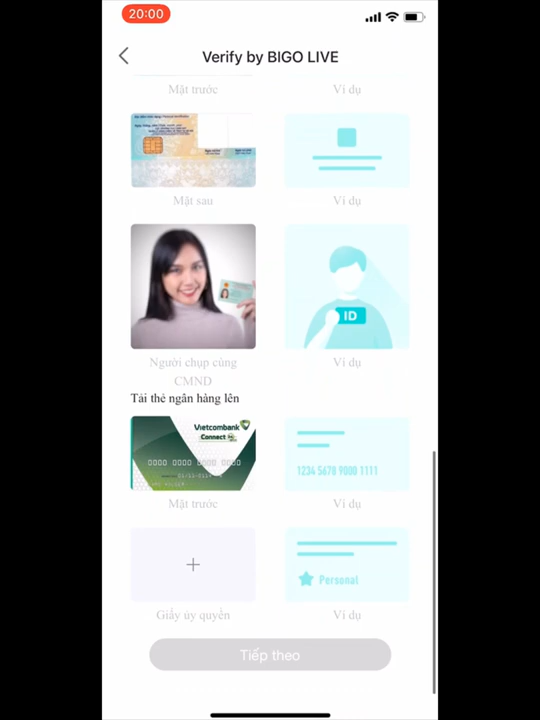 20:00
Verify by BIGO LIVE
Mặt trước
Ví dụ
Mặt sau
Ví dụ
ID
Người chụp cùng
CMND
Ví dụ
Tải thẻ ngân hàng lên
Vietcombank
Connect 24
0000 0000 0000 0000
1234 5678 9000 1111
Mặt trước
Ví dụ
Personal
Giấy ủy quyền
Ví dụ
Tiếp theo